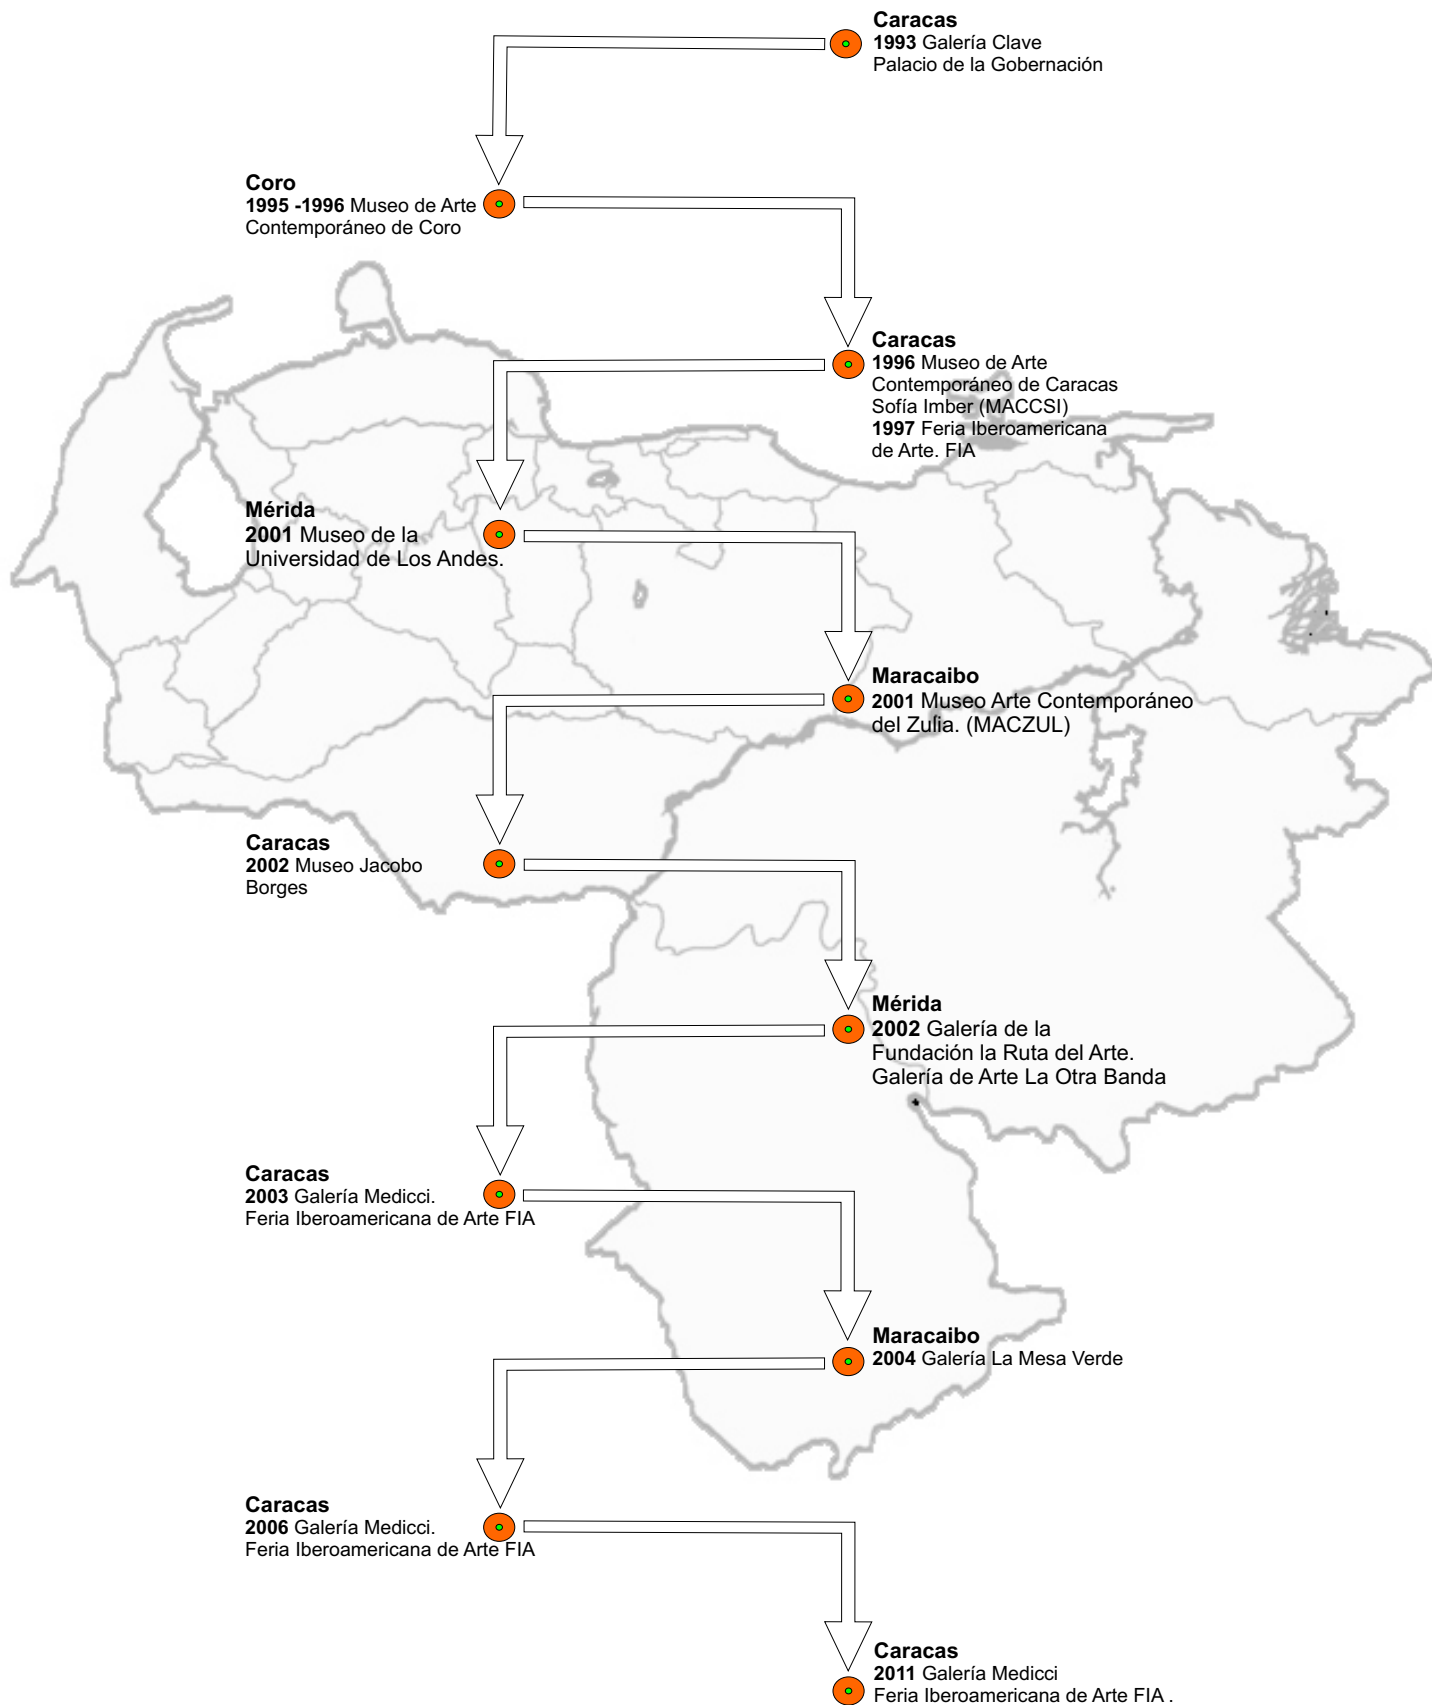 Caracas
1993 Galería Clave
Palacio de la Gobernación
Coro
1995 -1996 Museo de Arte
Contemporáneo de Coro
Caracas
1996 Museo de Arte
Contemporáneo de Caracas
Sofía Imber (MACCSI)
1997 Feria Iberoamericana
de Arte. FIA
Mérida
2001 Museo de la
Universidad de Los Andes.
Maracaibo
2001 Museo Arte Contemporáneo
del Zulia. (MACZUL)
Caracas
2002 Museo Jacobo
Borges
Mérida
2002 Galería de la
Fundación la Ruta del Arte.
Galería de Arte La Otra Banda
Caracas
2003 Galería Medicci.
Feria Iberoamericana de Arte FIA
Maracaibo
2004 Galería La Mesa Verde
Caracas
2006 Galería Medicci.
Feria Iberoamericana de Arte FIA
Caracas
2011 Galería Medicci
Feria Iberoamericana de Arte FIA .